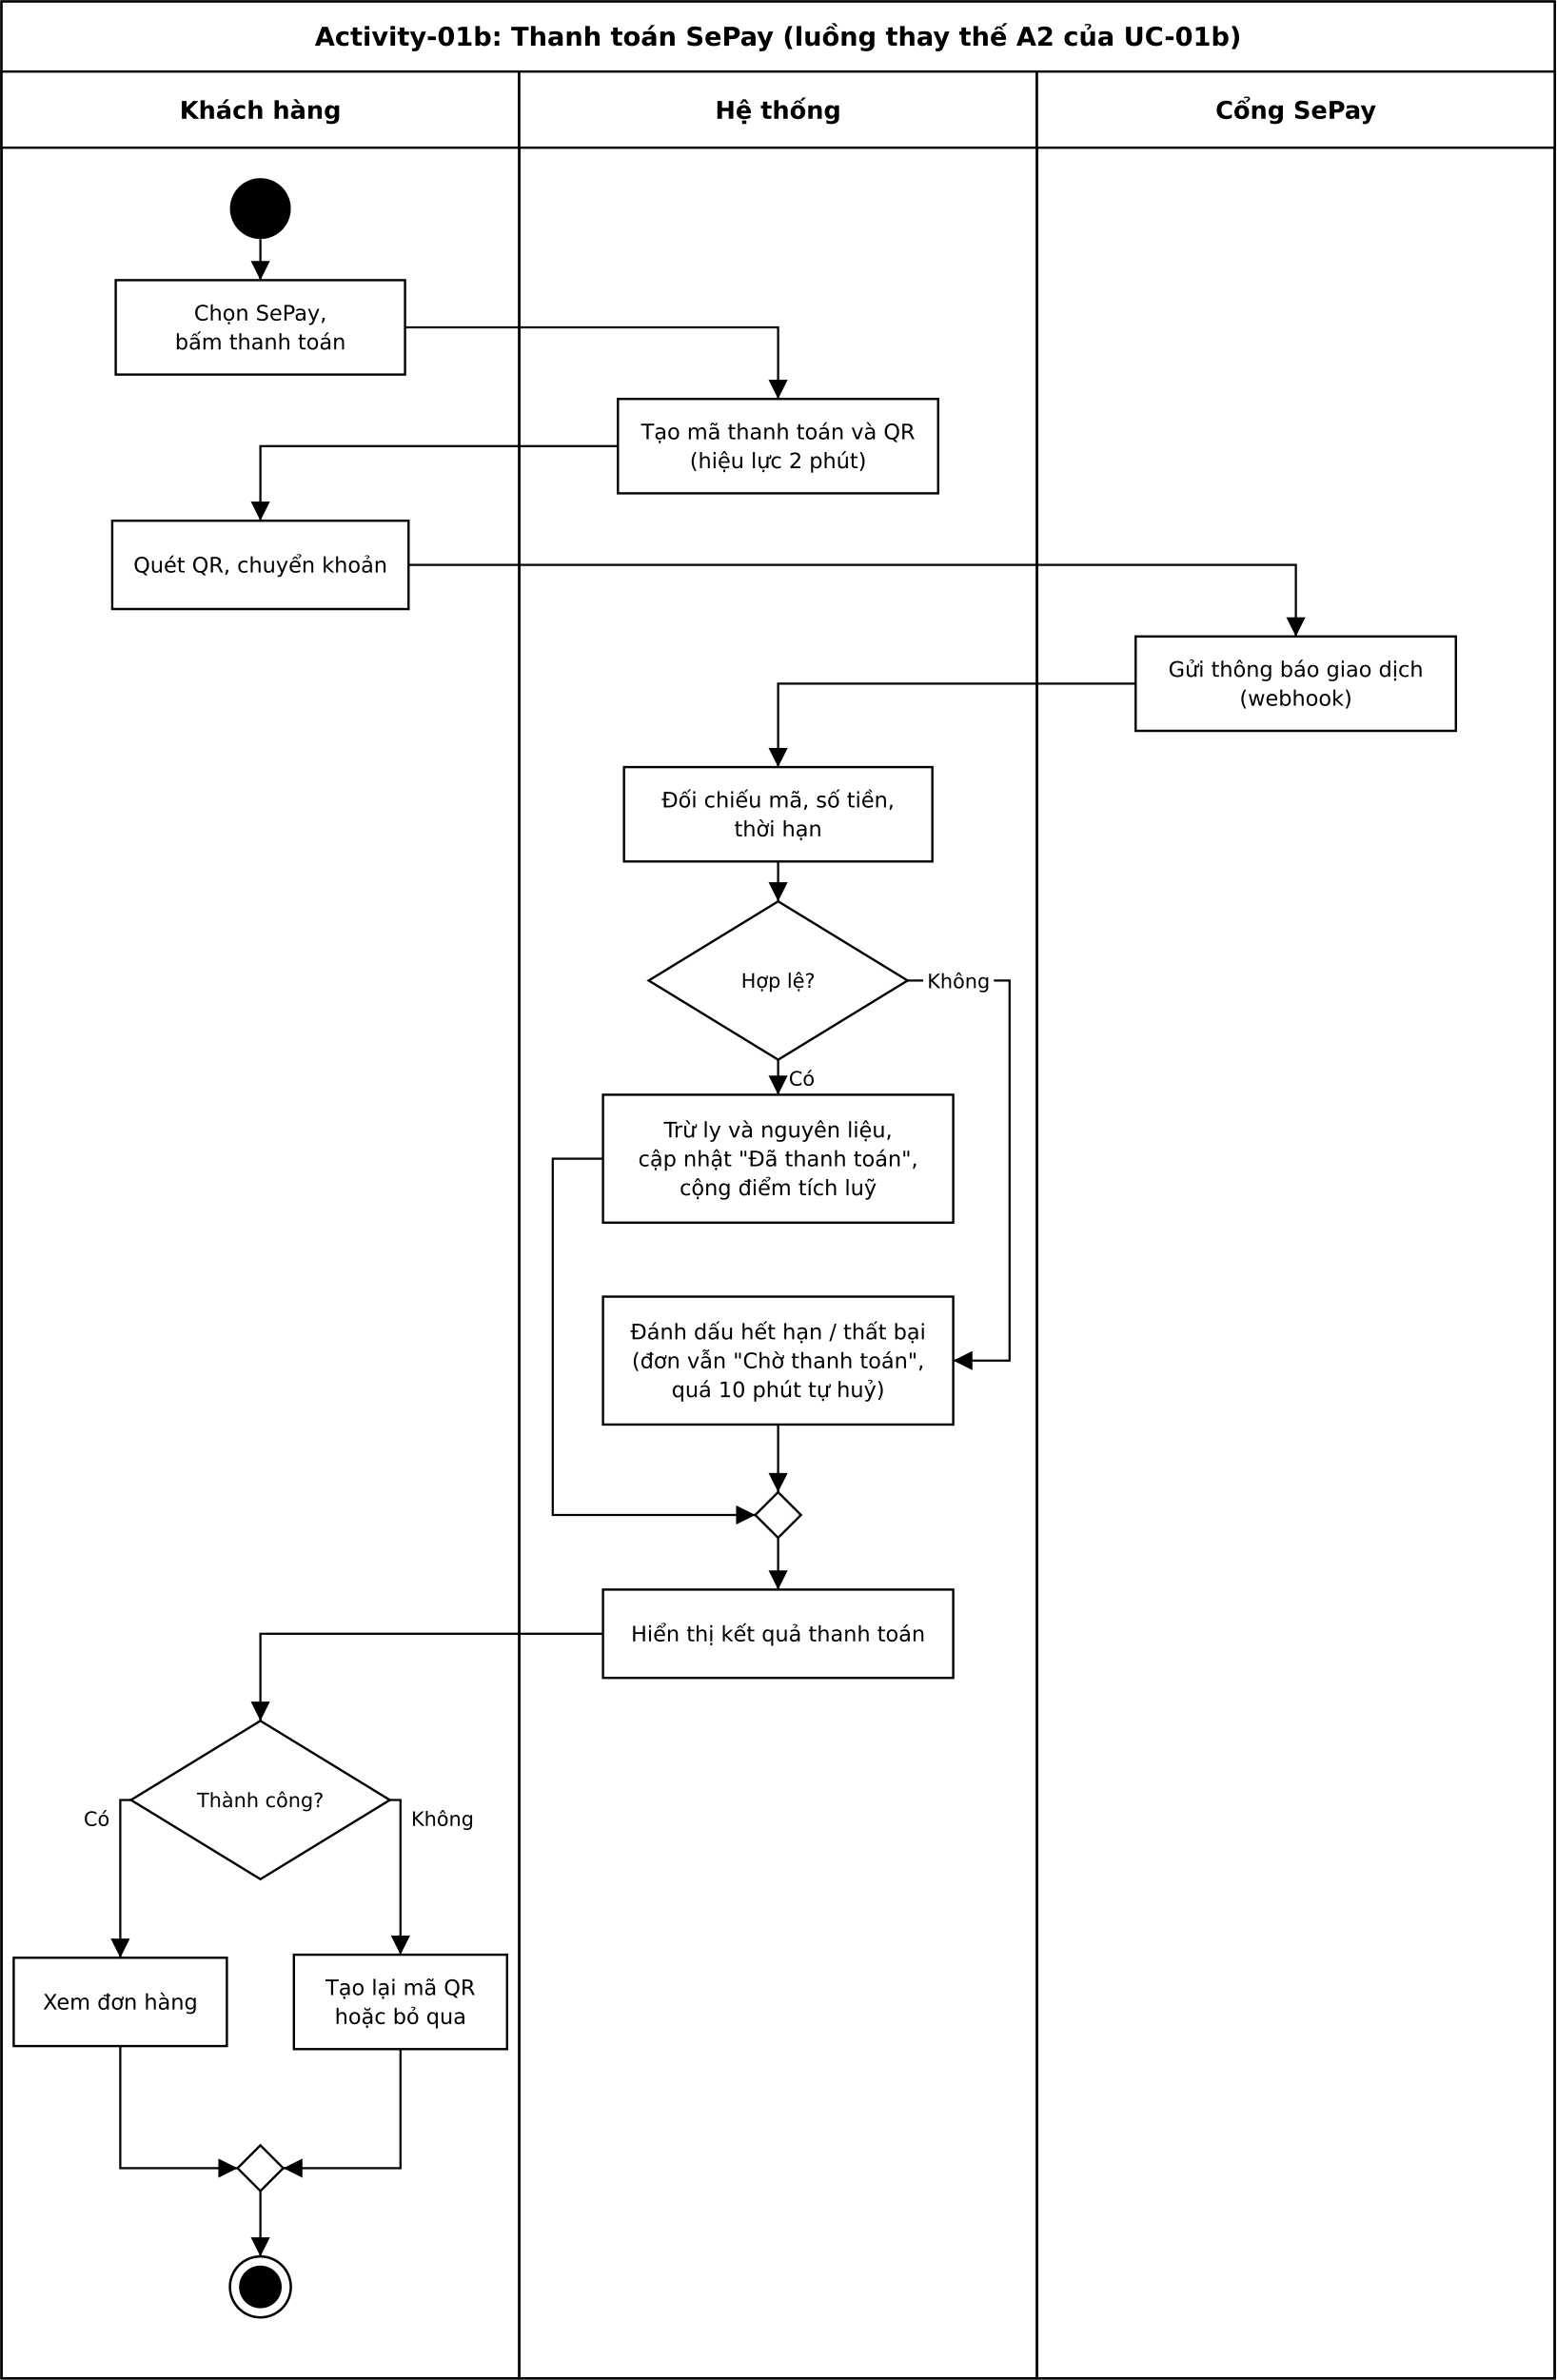 Activity-01b: Thanh toán SePay (luồng thay thế A2 của UC-01b)
Khách hàng
Hệ thống
Cổng SePay
Chọn SePay,
bấm thanh toán
Tạo mã thanh toán và QR
(hiệu lực 2 phút)
Quét QR, chuyển khoản
Gửi thông báo giao dịch
(webhook)
Đối chiếu mã, số tiền,
thời hạn
Hợp lệ?
Không
Có
Trừ ly và nguyên liệu,
cập nhật "Đã thanh toán",
cộng điểm tích luỹ
Đánh dấu hết hạn / thất bại
(đơn vẫn "Chờ thanh toán",
quá 10 phút tự huỷ)
Hiển thị kết quả thanh toán
Thành công?
Có
Không
Xem đơn hàng
Tạo lại mã QR
hoặc bỏ qua